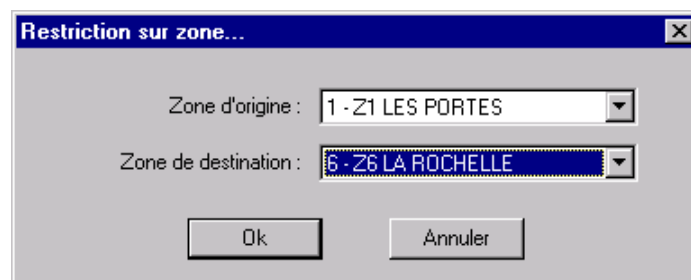 Restriction sur zone...
Zone d'origine : 1 - Z1 LES PORTES
Zone de destination : 6 - Z6 LA ROCHELLE
Ok Annuler